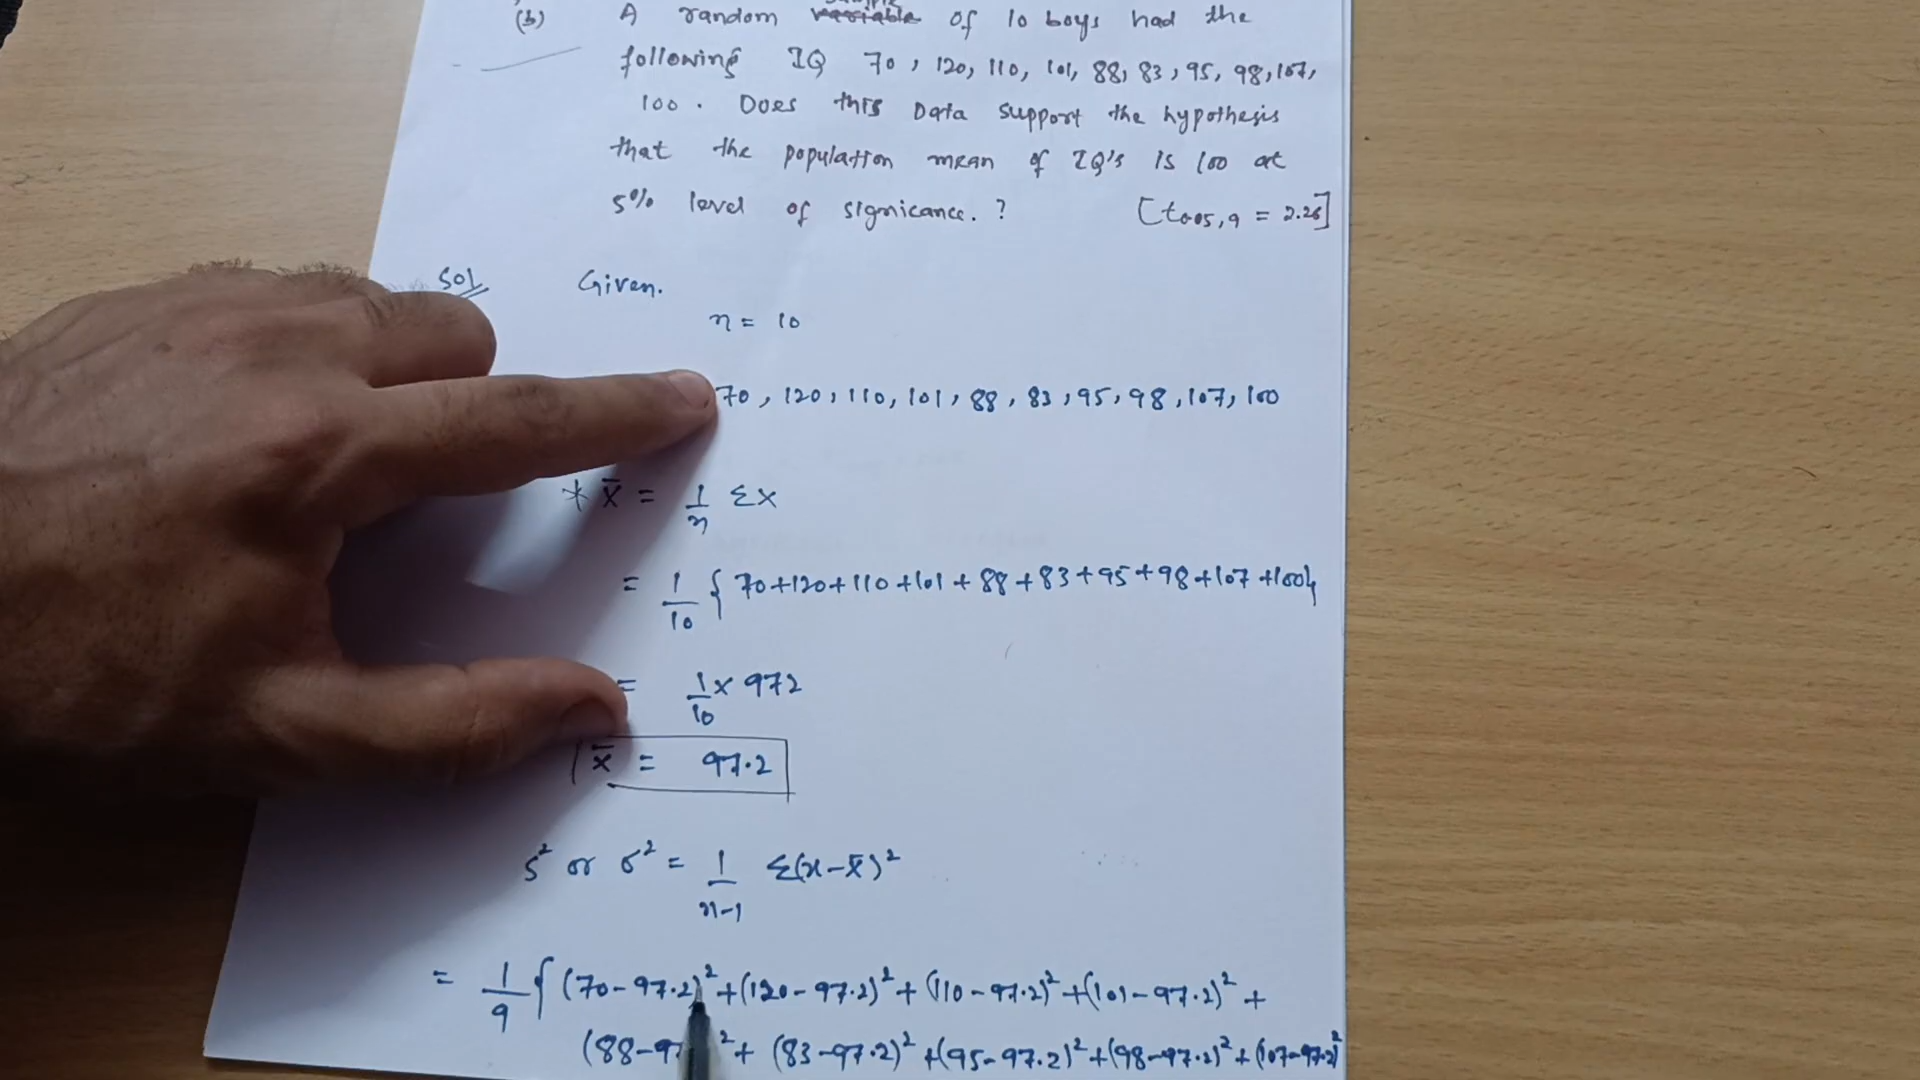 (b) A random variable of 10 boys had the
following IQ 70, 120, 110, 101, 88, 83, 95, 98, 107,
100. Does this Data support the hypothesis
that the population mean of IQ's is 100 at
5% level of signicance.? [t0.05,9 = 2.26]
Sol Given.
n = 10
70, 120, 110, 101, 88, 83, 95, 98, 107, 100
* x̄ = 1/n Σx
= 1/10 { 70+120+110+101+88+83+95+98+107+100}
= 1/10 x 972
x̄ = 97.2
s² or σ² = 1/n-1 Σ(x-x̄)²
= 1/9 { (70-97.2)²+(120-97.2)²+(110-97.2)²+(101-97.2)²+
(88-97 ²+ (83-97.2)²+(95-97.2)²+(98-97.2)²+(107-97.2)²